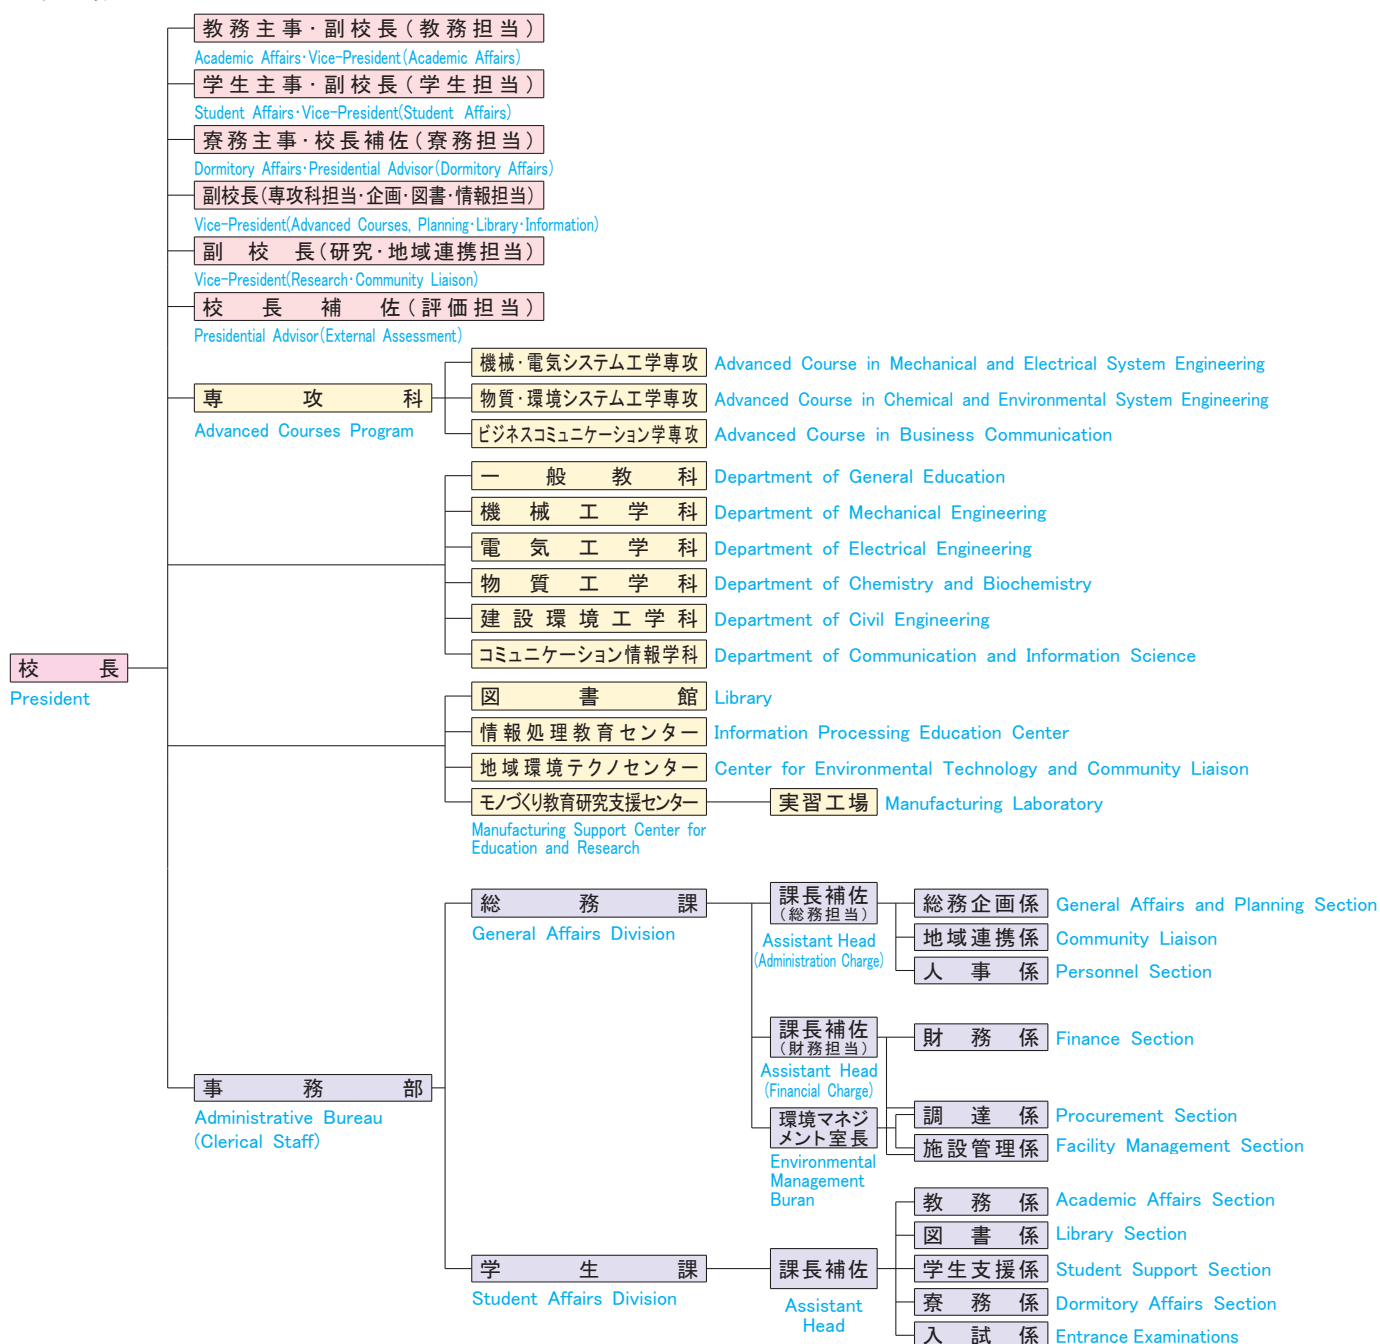 教務主事・副校長(教務担当)
Academic Affairs・Vice-President(Academic Affairs)
学生主事・副校長(学生担当)
Student Affairs・Vice-President(Student Affairs)
寮務主事・校長補佐(寮務担当)
Dormitory Affairs・Presidential Advisor(Dormitory Affairs)
副校長(専攻科担当・企画・図書・情報担当)
Vice-President(Advanced Courses, Planning・Library・Information)
副校長(研究・地域連携担当)
Vice-President(Research・Community Liaison)
校長補佐(評価担当)
Presidential Advisor(External Assessment)
専攻科
Advanced Courses Program
機械・電気システム工学専攻 Advanced Course in Mechanical and Electrical System Engineering
物質・環境システム工学専攻 Advanced Course in Chemical and Environmental System Engineering
ビジネスコミュニケーション学専攻 Advanced Course in Business Communication
一般教科 Department of General Education
機械工学科 Department of Mechanical Engineering
電気工学科 Department of Electrical Engineering
物質工学科 Department of Chemistry and Biochemistry
建設環境工学科 Department of Civil Engineering
コミュニケーション情報学科 Department of Communication and Information Science
校長
President
図書館 Library
情報処理教育センター Information Processing Education Center
地域環境テクノセンター Center for Environmental Technology and Community Liaison
モノづくり教育研究支援センター 実習工場 Manufacturing Laboratory
Manufacturing Support Center for
Education and Research
事務部
Administrative Bureau
(Clerical Staff)
総務課
General Affairs Division
課長補佐
(総務担当)
Assistant Head
(Administration Charge)
総務企画係 General Affairs and Planning Section
地域連携係 Community Liaison
人事係 Personnel Section
課長補佐
(財務担当)
Assistant Head
(Financial Charge)
財務係 Finance Section
環境マネジ
メント室長
Environmental
Management
Buran
調達係 Procurement Section
施設管理係 Facility Management Section
学生課
Student Affairs Division
課長補佐
Assistant
Head
教務係 Academic Affairs Section
図書係 Library Section
学生支援係 Student Support Section
寮務係 Dormitory Affairs Section
入試係 Entrance Examinations